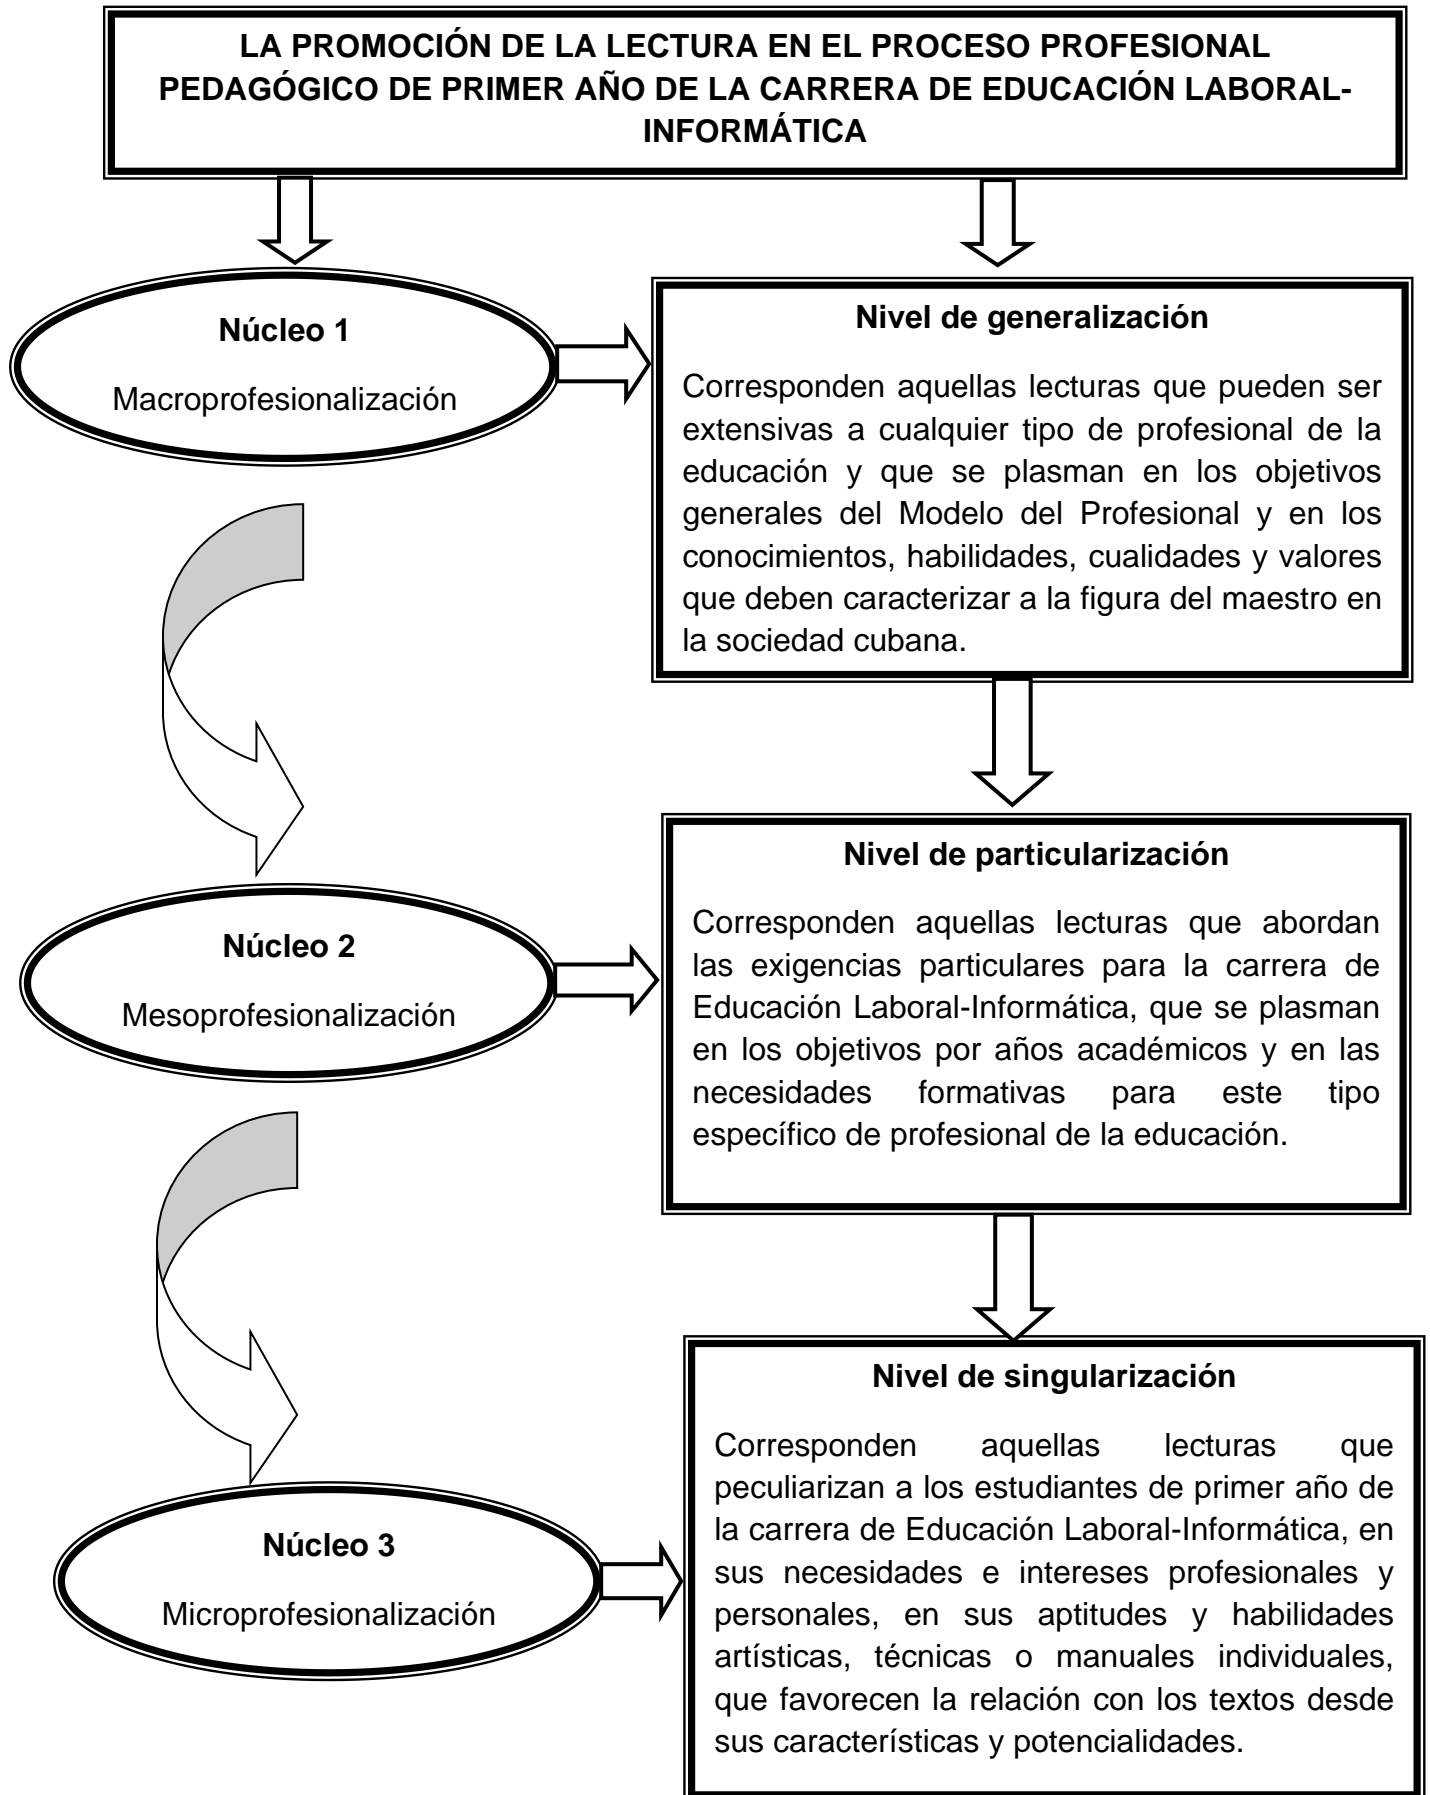 LA PROMOCIÓN DE LA LECTURA EN EL PROCESO PROFESIONAL
PEDAGÓGICO DE PRIMER AÑO DE LA CARRERA DE EDUCACIÓN LABORAL-
INFORMÁTICA
Núcleo 1
Macroprofesionalización
Nivel de generalización
Corresponden aquellas lecturas que pueden ser
extensivas a cualquier tipo de profesional de la
educación y que se plasman en los objetivos
generales del Modelo del Profesional y en los
conocimientos, habilidades, cualidades y valores
que deben caracterizar a la figura del maestro en
la sociedad cubana.
Núcleo 2
Mesoprofesionalización
Nivel de particularización
Corresponden aquellas lecturas que abordan
las exigencias particulares para la carrera de
Educación Laboral-Informática, que se plasman
en los objetivos por años académicos y en las
necesidades formativas para este tipo
específico de profesional de la educación.
Núcleo 3
Microprofesionalización
Nivel de singularización
Corresponden aquellas lecturas que
peculiarizan a los estudiantes de primer año de
la carrera de Educación Laboral-Informática, en
sus necesidades e intereses profesionales y
personales, en sus aptitudes y habilidades
artísticas, técnicas o manuales individuales,
que favorecen la relación con los textos desde
sus características y potencialidades.